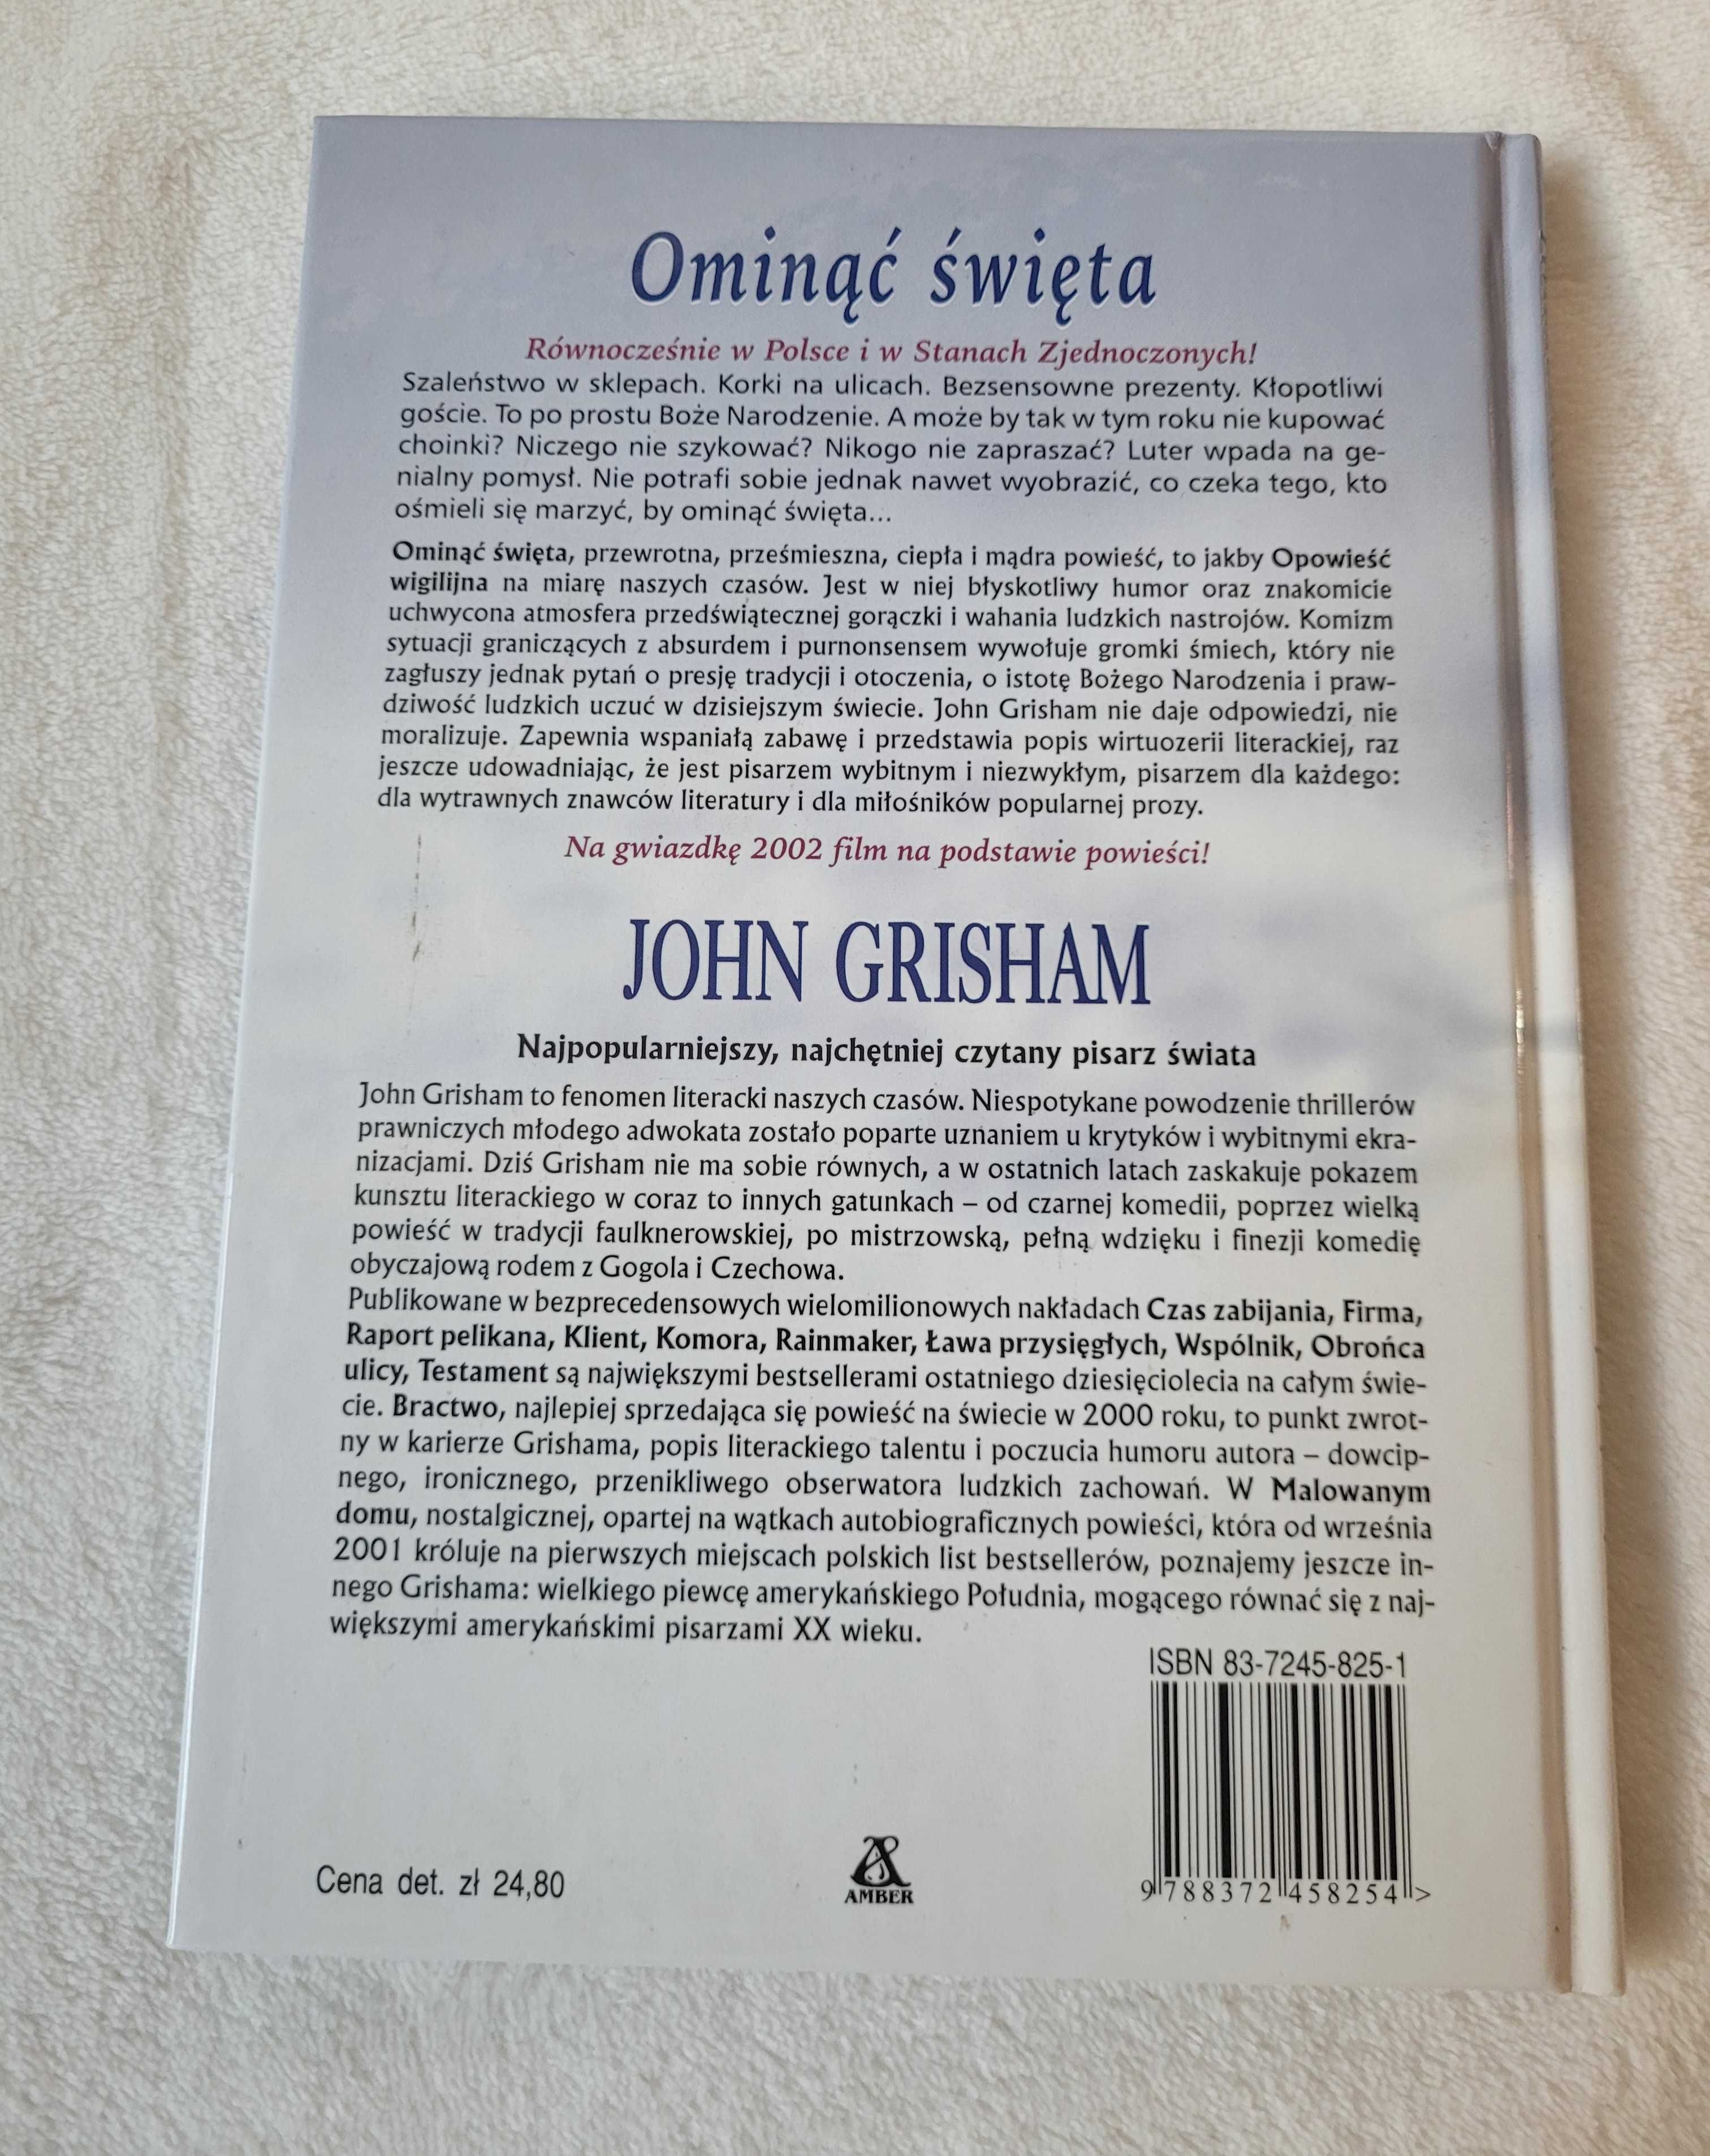 Ominąć święta
Równocześnie w Polsce i w Stanach Zjednoczonych!
Szaleństwo w sklepach. Korki na ulicach. Bezsensowne prezenty. Kłopotliwi
goście. To po prostu Boże Narodzenie. A może by tak w tym roku nie kupować
choinki? Niczego nie szykować? Nikogo nie zapraszać? Luter wpada na ge-
nialny pomysł. Nie potrafi sobie jednak nawet wyobrazić, co czeka tego, kto
ośmieli się marzyć, by ominąć święta...
Ominąć święta, przewrotna, prześmieszna, ciepła i mądra powieść, to jakby Opowieść
wigilijna na miarę naszych czasów. Jest w niej błyskotliwy humor oraz znakomicie
uchwycona atmosfera przedświątecznej gorączki i wahania ludzkich nastrojów. Komizm
sytuacji graniczących z absurdem i purnonsensem wywołuje gromki śmiech, który nie
zagłuszy jednak pytań o presję tradycji i otoczenia, o istotę Bożego Narodzenia i praw-
dziwość ludzkich uczuć w dzisiejszym świecie. John Grisham nie daje odpowiedzi, nie
moralizuje. Zapewnia wspaniałą zabawę i przedstawia popis wirtuozerii literackiej, raz
jeszcze udowadniając, że jest pisarzem wybitnym i niezwykłym, pisarzem dla każdego:
dla wytrawnych znawców literatury i dla miłośników popularnej prozy.
Na gwiazdkę 2002 film na podstawie powieści!
JOHN GRISHAM
Najpopularniejszy, najchętniej czytany pisarz świata
John Grisham to fenomen literacki naszych czasów. Niespotykane powodzenie thrillerów
prawniczych młodego adwokata zostało poparte uznaniem u krytyków i wybitnymi ekra-
nizacjami. Dziś Grisham nie ma sobie równych, a w ostatnich latach zaskakuje pokazem
kunsztu literackiego w coraz to innych gatunkach – od czarnej komedii, poprzez wielką
powieść w tradycji faulknerowskiej, po mistrzowską, pełną wdzięku i finezji komedię
obyczajową rodem z Gogola i Czechowa.
Publikowane w bezprecedensowych wielomilionowych nakładach Czas zabijania, Firma,
Raport pelikana, Klient, Komora, Rainmaker, Ława przysięgłych, Wspólnik, Obrońca
ulicy, Testament są największymi bestsellerami ostatniego dziesięciolecia na całym świe-
cie. Bractwo, najlepiej sprzedająca się powieść na świecie w 2000 roku, to punkt zwrot-
ny w karierze Grishama, popis literackiego talentu i poczucia humoru autora – dowcip-
nego, ironicznego, przenikliwego obserwatora ludzkich zachowań. W Malowanym
domu, nostalgicznej, opartej na wątkach autobiograficznych powieści, która od września
2001 króluje na pierwszych miejscach polskich list bestsellerów, poznajemy jeszcze in-
nego Grishama: wielkiego piewcę amerykańskiego Południa, mogącego równać się z naj-
większymi amerykańskimi pisarzami XX wieku.
ISBN 83-7245-825-1
Cena det. zł 24,80
AMBER
9 788372 458254 >